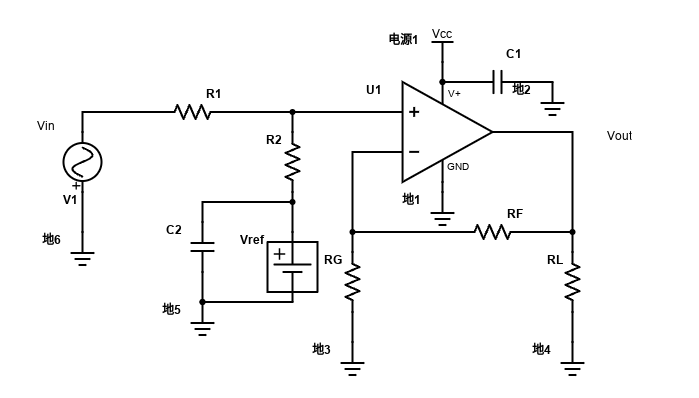 电源1
Vcc
C1
地2
R1
U1
V+
Vin
+
R2
Vout
GND
V1
+
地1
RF
地6
C2
Vref
+
RG
RL
地5
地3
地4